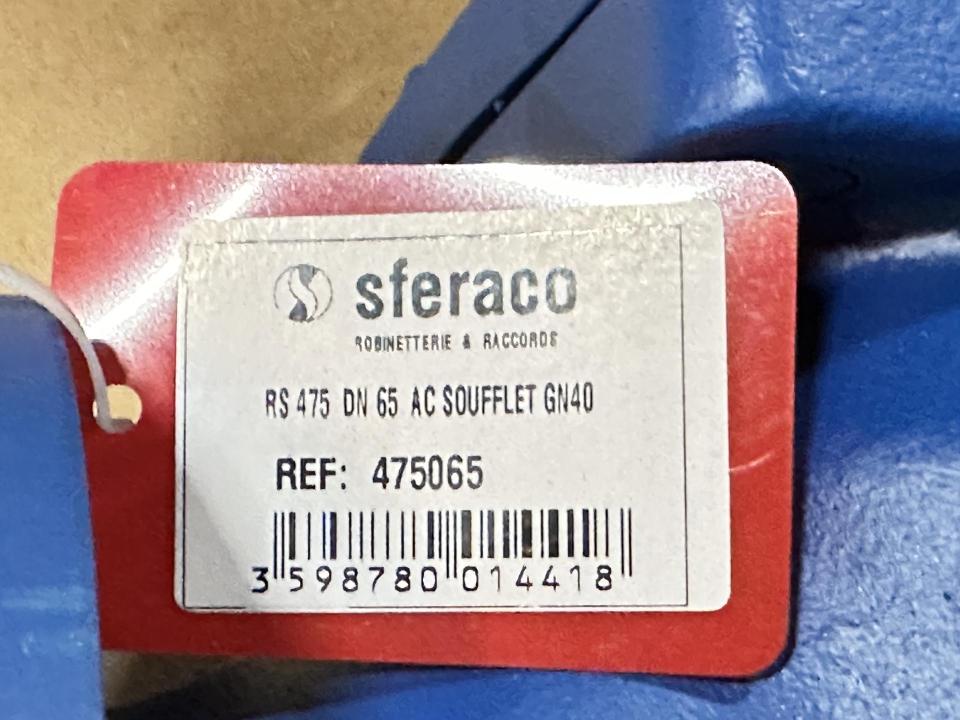 sferaco
ROBINETTERIE & RACCORDS
RS 475 DN 65 AC SOUFFLET GN40
REF: 475065
3 598780 014418